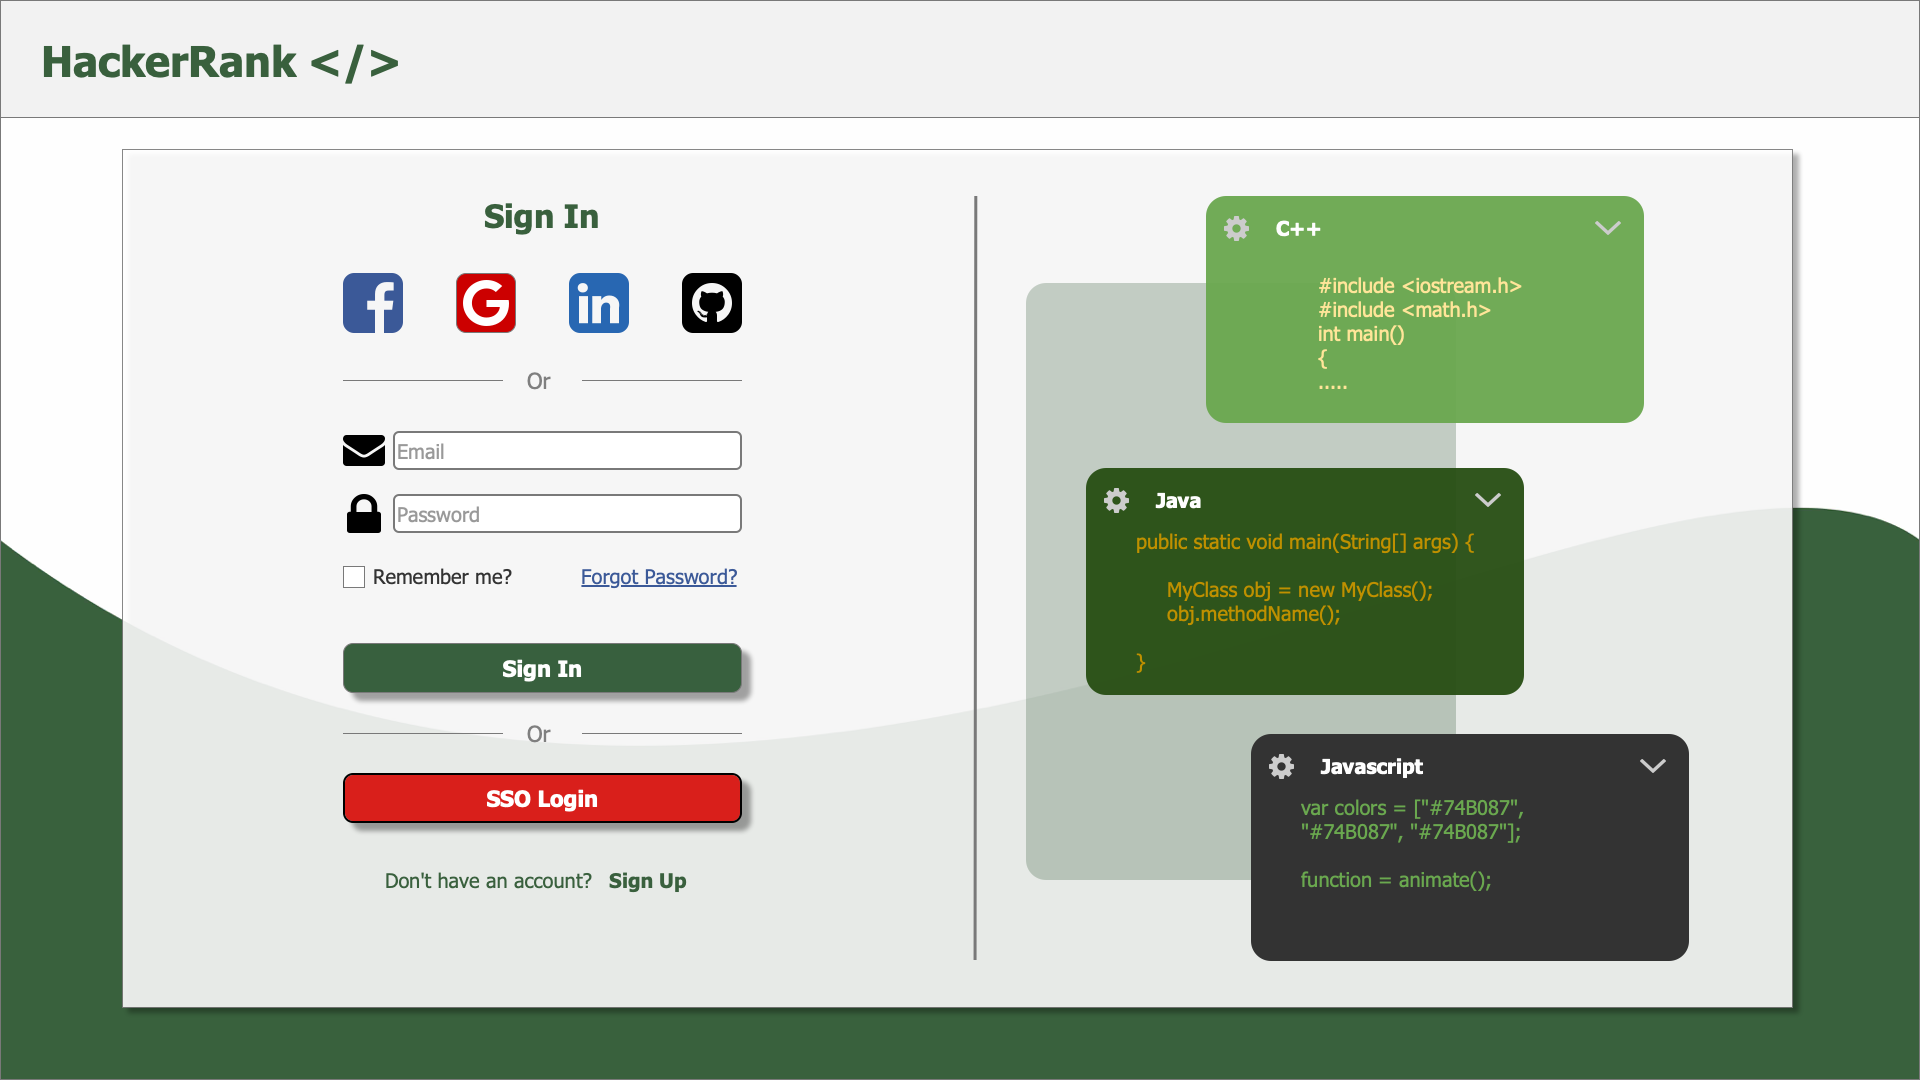 HackerRank </>
Sign In
Or
Email
Password
Remember me?
Forgot Password?
Sign In
Or
SSO Login
Don't have an account? Sign Up
C++
#include <iostream.h>
#include <math.h>
int main()
{
.....
Java
public static void main(String[] args) {
MyClass obj = new MyClass();
obj.methodName();
}
Javascript
var colors = ["#74B087",
"#74B087", "#74B087"];
function = animate();